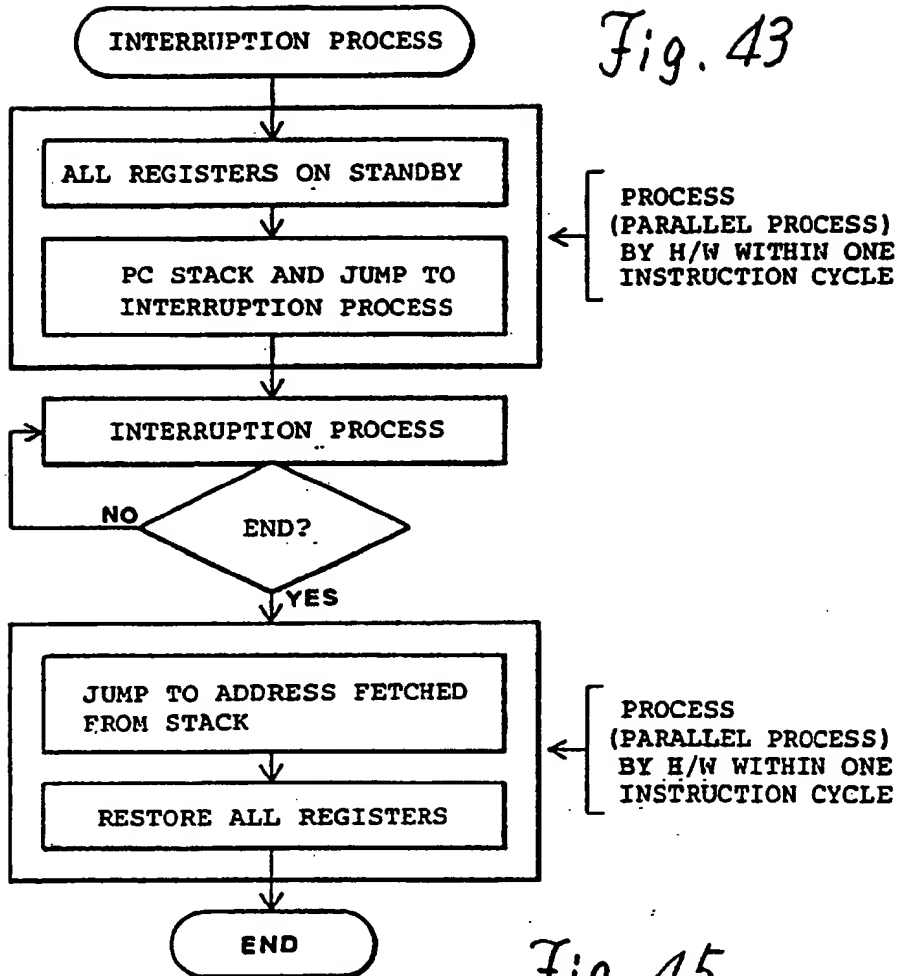 INTERRUPTION PROCESS
Fig. 43
ALL REGISTERS ON STANDBY
PC STACK AND JUMP TO
INTERRUPTION PROCESS
PROCESS
(PARALLEL PROCESS)
BY H/W WITHIN ONE
INSTRUCTION CYCLE
INTERRUPTION PROCESS
NO
END?
YES
JUMP TO ADDRESS FETCHED
FROM STACK
RESTORE ALL REGISTERS
PROCESS
(PARALLEL PROCESS)
BY H/W WITHIN ONE
INSTRUCTION CYCLE
END
Fig. 45